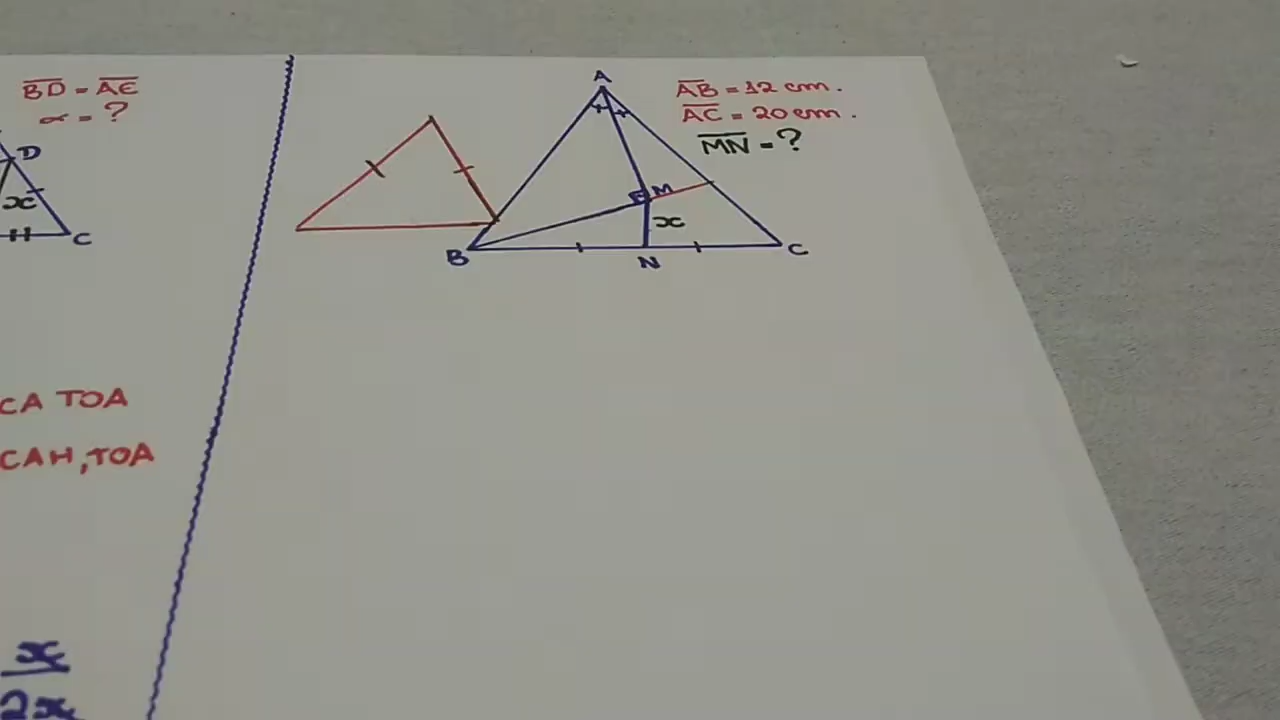 BD = AE
α = ?
D
x
C
CA TOA
CAH, TOA
x
2x
A
AB = 12 cm.
AC = 20 cm.
MN = ?
M
x
B
N
C